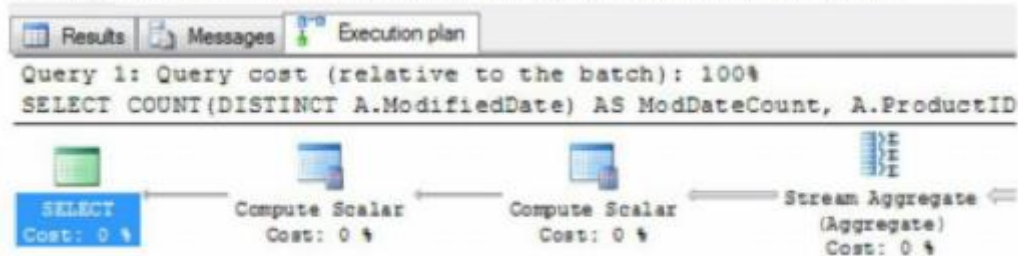 Results Messages Execution plan
Query 1: Query cost (relative to the batch): 100%
SELECT COUNT(DISTINCT A.ModifiedDate) AS ModDateCount, A.ProductID
SELECT
Cost: 0 %
Compute Scalar
Cost: 0 %
Compute Scalar
Cost: 0 %
Stream Aggregate
(Aggregate)
Cost: 0 %